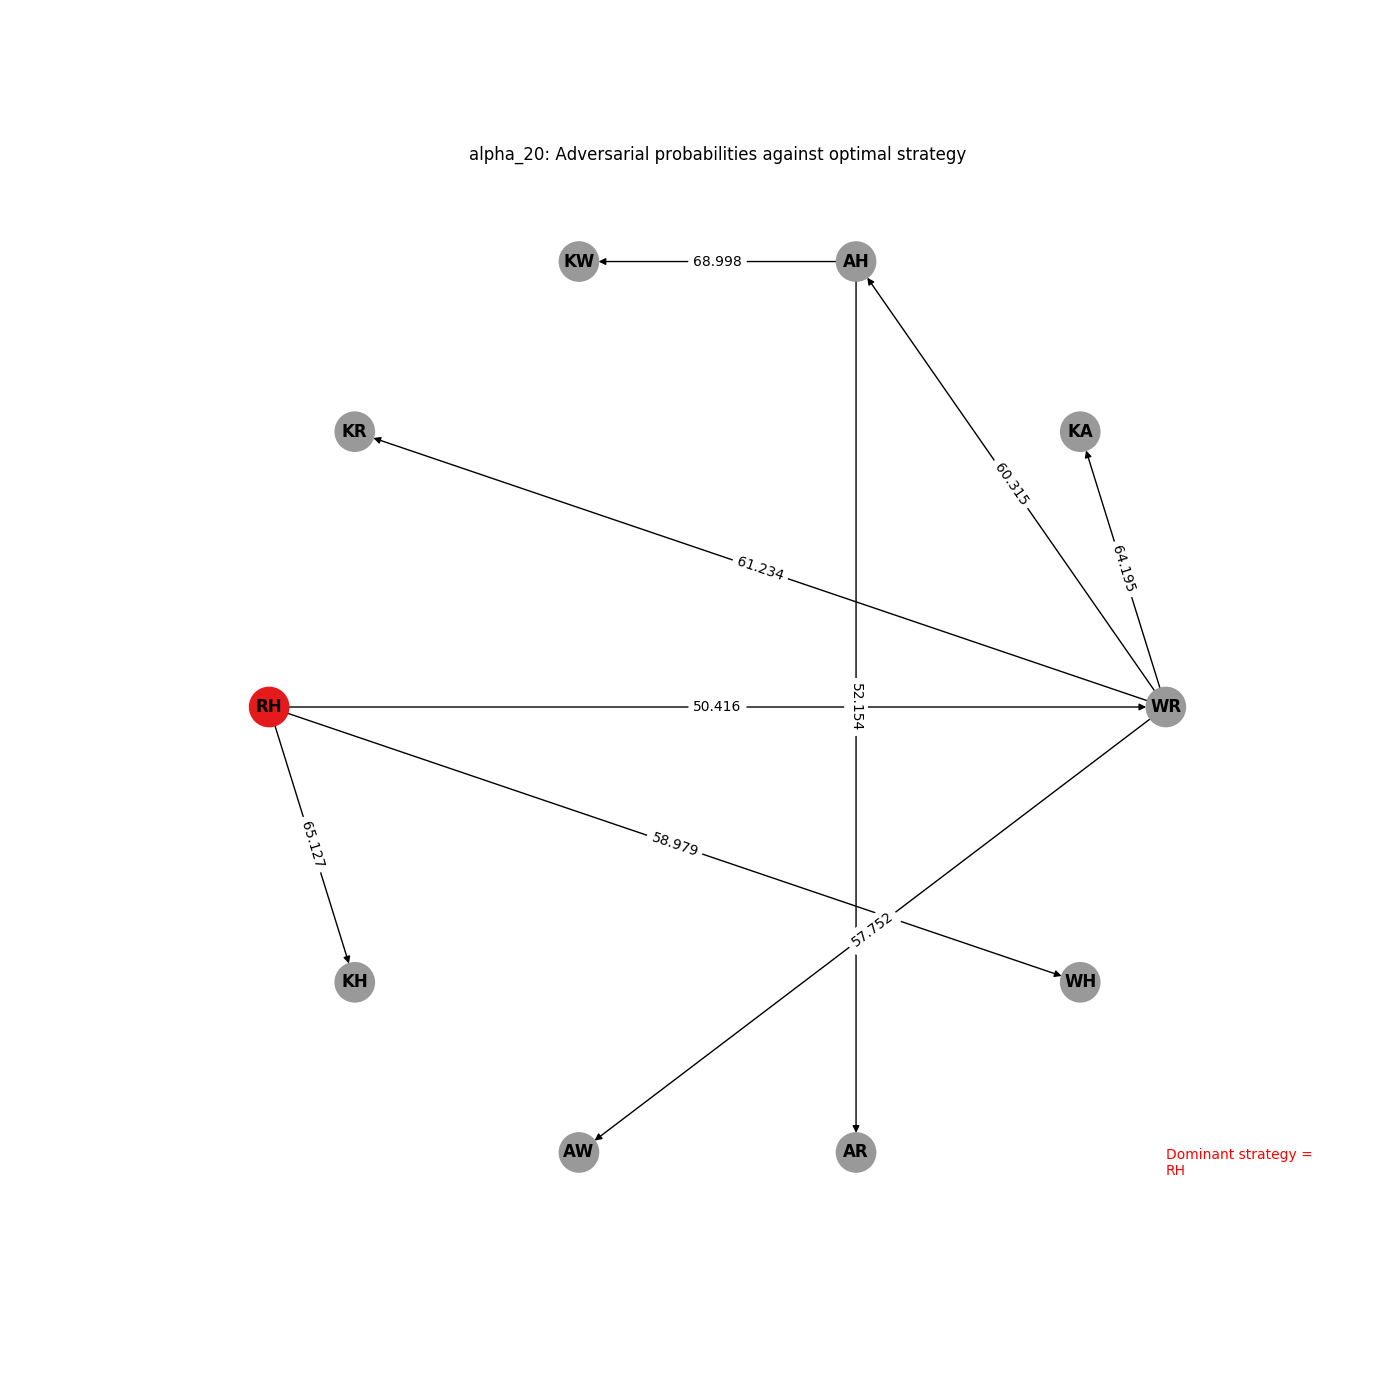 alpha_20: Adversarial probabilities against optimal strategy
KW
68.998
AH
KR
KA
60.315
61.234
64.195
RH
50.416
52.154
WR
65.127
58.979
57.752
KH
WH
AW
AR
Dominant strategy =
RH